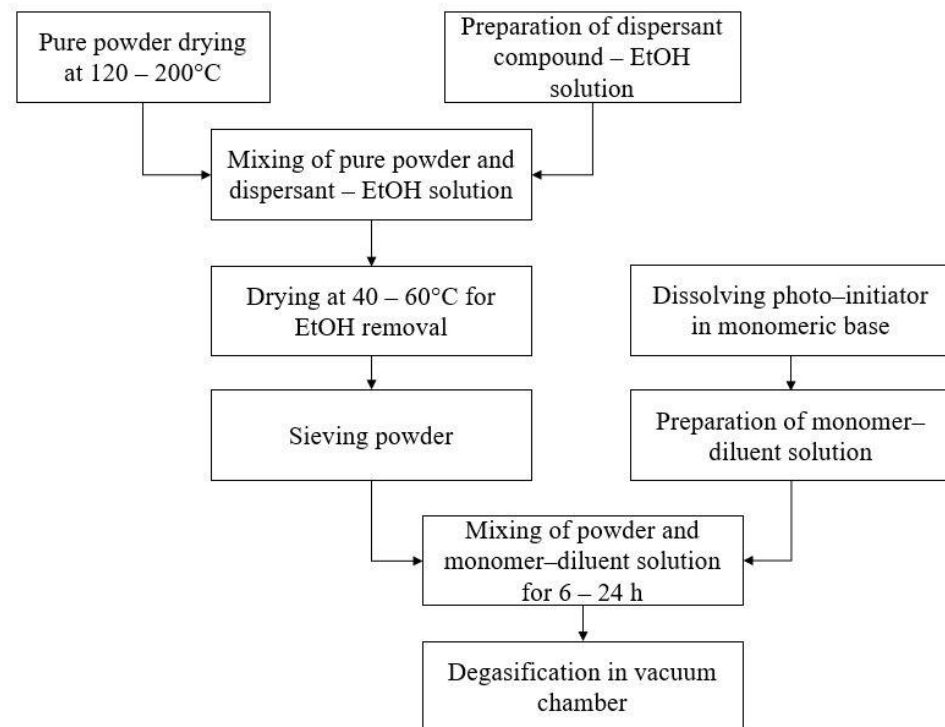 Pure powder drying
at 120 – 200°C
Preparation of dispersant
compound – EtOH
solution
Mixing of pure powder and
dispersant – EtOH solution
Drying at 40 – 60°C for
EtOH removal
Dissolving photo–initiator
in monomeric base
Sieving powder
Preparation of monomer–
diluent solution
Mixing of powder and
monomer–diluent solution
for 6 – 24 h
Degasification in vacuum
chamber